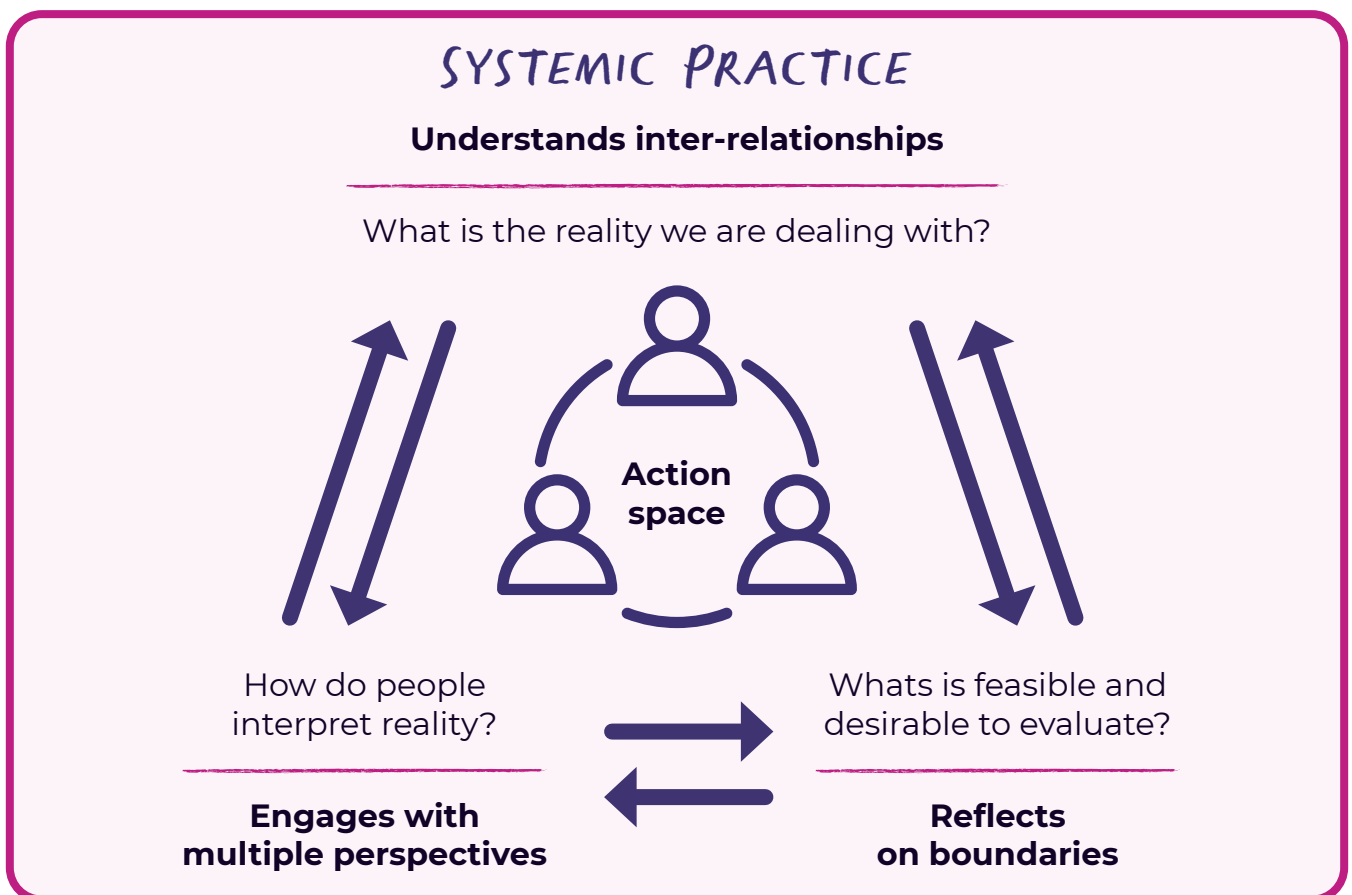 SYSTEMIC PRACTICE
Understands inter-relationships
What is the reality we are dealing with?
Action
space
How do people
interpret reality?
Engages with
multiple perspectives
Whats is feasible and
desirable to evaluate?
Reflects
on boundaries